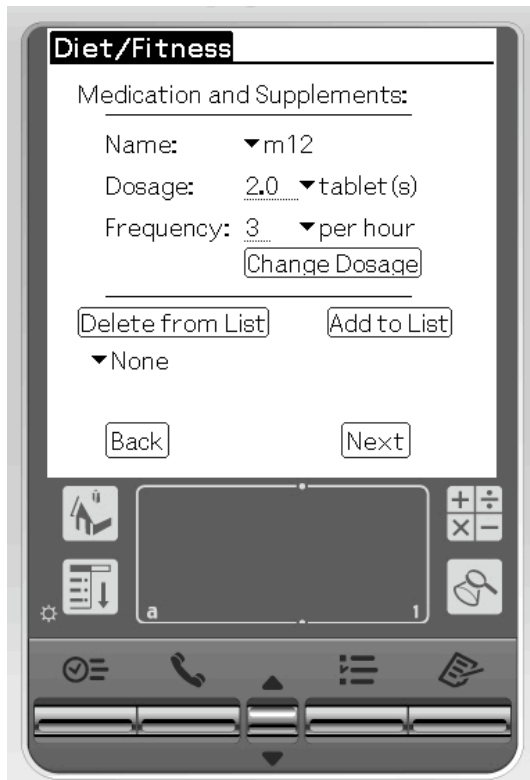 Diet/Fitness
Medication and Supplements:
Name: m12
Dosage: 2.0 tablet(s)
Frequency: 3 per hour
Change Dosage
Delete from List Add to List
None
Back Next
a 1